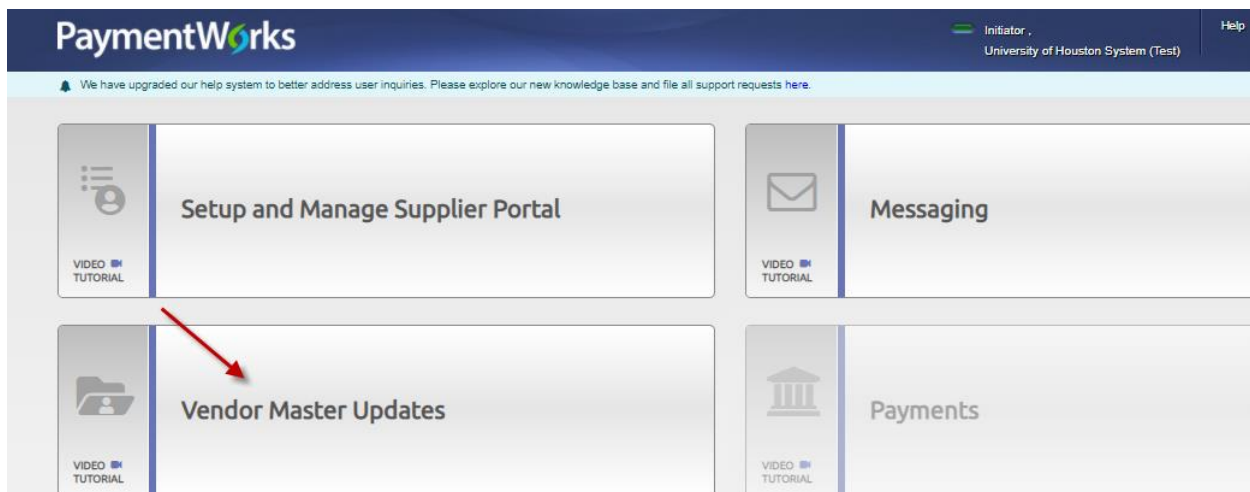 PaymentWorks
Initiator ,
University of Houston System (Test)
Help
We have upgraded our help system to better address user inquiries. Please explore our new knowledge base and file all support requests here.
Setup and Manage Supplier Portal
VIDEO
TUTORIAL
Messaging
VIDEO
TUTORIAL
Vendor Master Updates
VIDEO
TUTORIAL
Payments
VIDEO
TUTORIAL